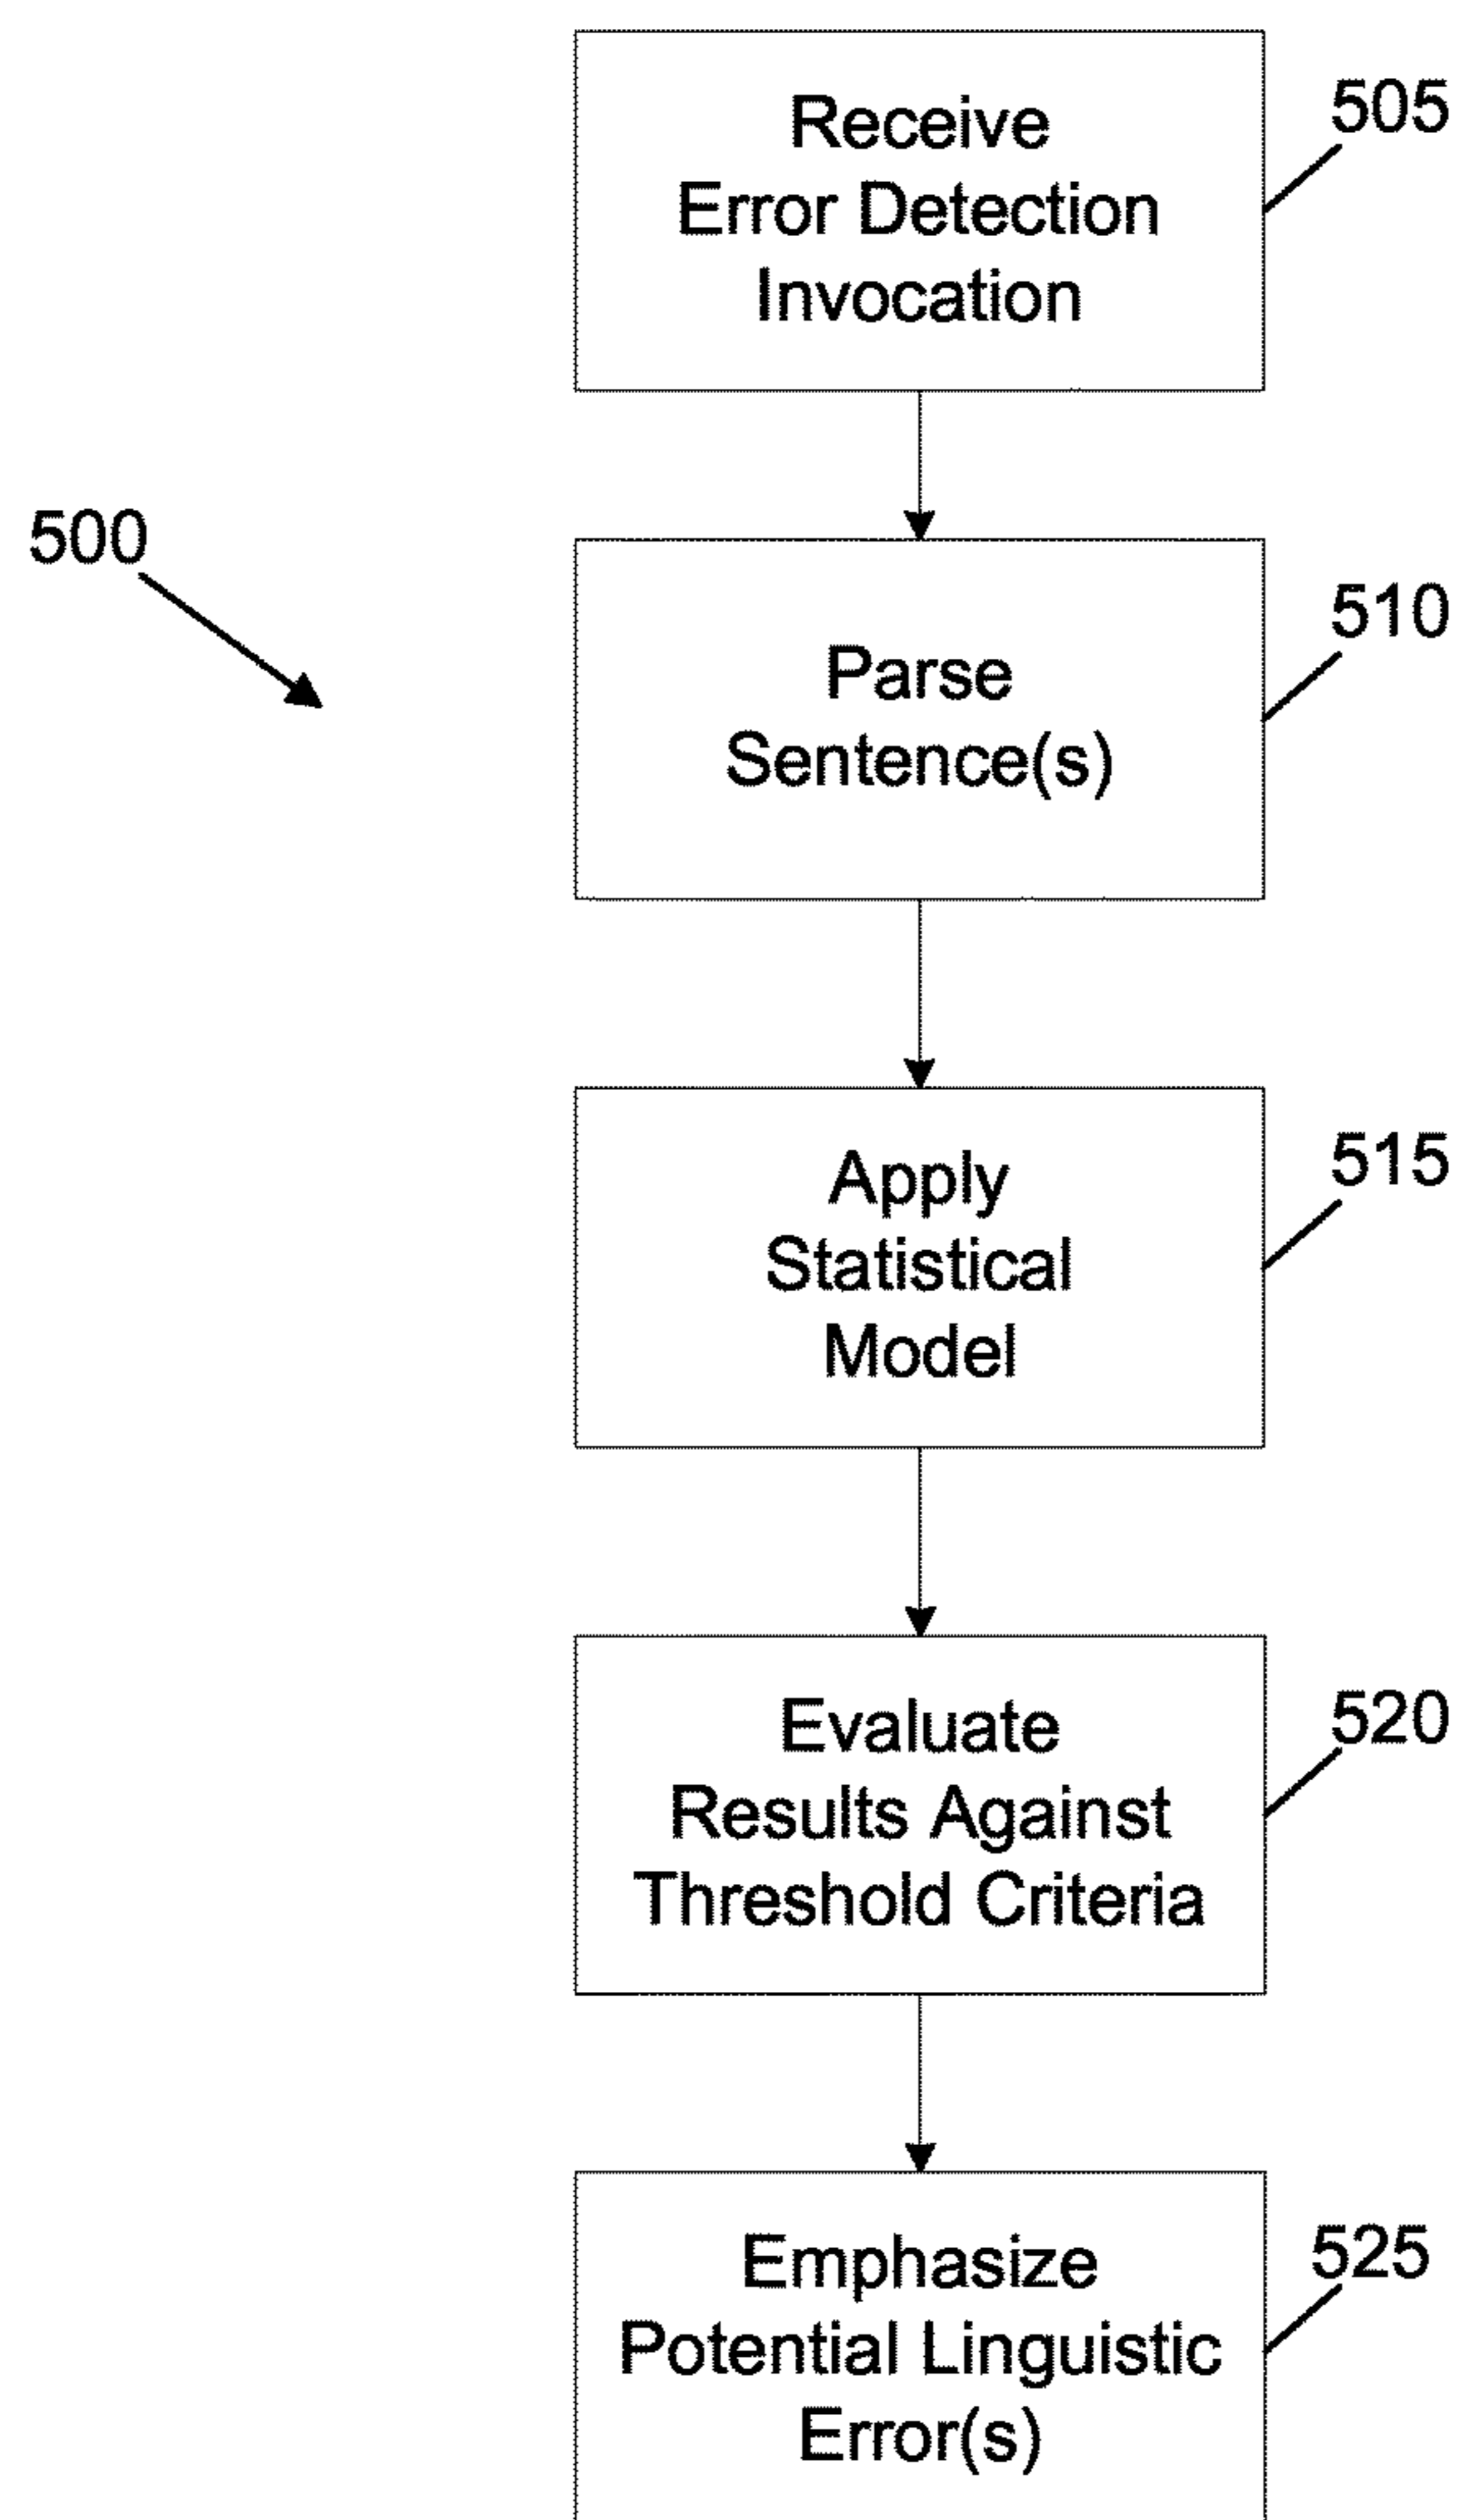 Receive
Error Detection
Invocation
505
500
Parse
Sentence(s)
510
Apply
Statistical
Model
515
Evaluate
Results Against
Threshold Criteria
520
Emphasize
Potential Linguistic
Error(s)
525